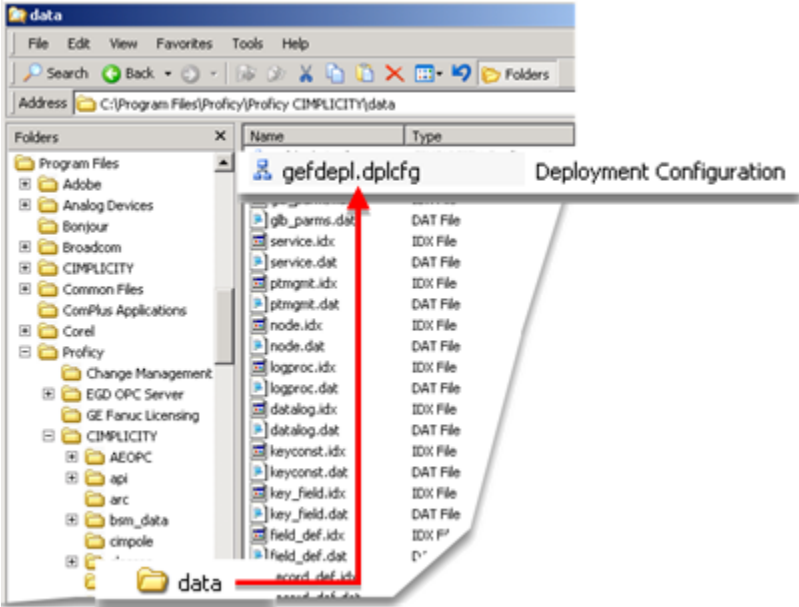 data
File Edit View Favorites Tools Help
Search Back Folders
Address C:\Program Files\Proficy\Proficy CIMPLICITY\data
Folders
Name Type
Program Files
gefdepl.dplcfg Deployment Configuration
Adobe
Analog Devices
glb_parms.dat DAT File
Bonjour
service.idx IDX File
Broadcom
service.dat DAT File
CIMPLICITY
ptmgmt.idx IDX File
Common Files
ptmgmt.dat DAT File
ComPlus Applications
node.idx IDX File
Corel
node.dat DAT File
Proficy
logproc.idx IDX File
Change Management
logproc.dat DAT File
EGD OPC Server
datalog.idx IDX File
GE Fanuc Licensing
datalog.dat DAT File
CIMPLICITY
keyconst.idx IDX File
AEOPC
keyconst.dat DAT File
api
key_field.idx IDX File
arc
key_field.dat DAT File
bsm_data
field_def.idx IDX
cimpole
field_def.dat
data